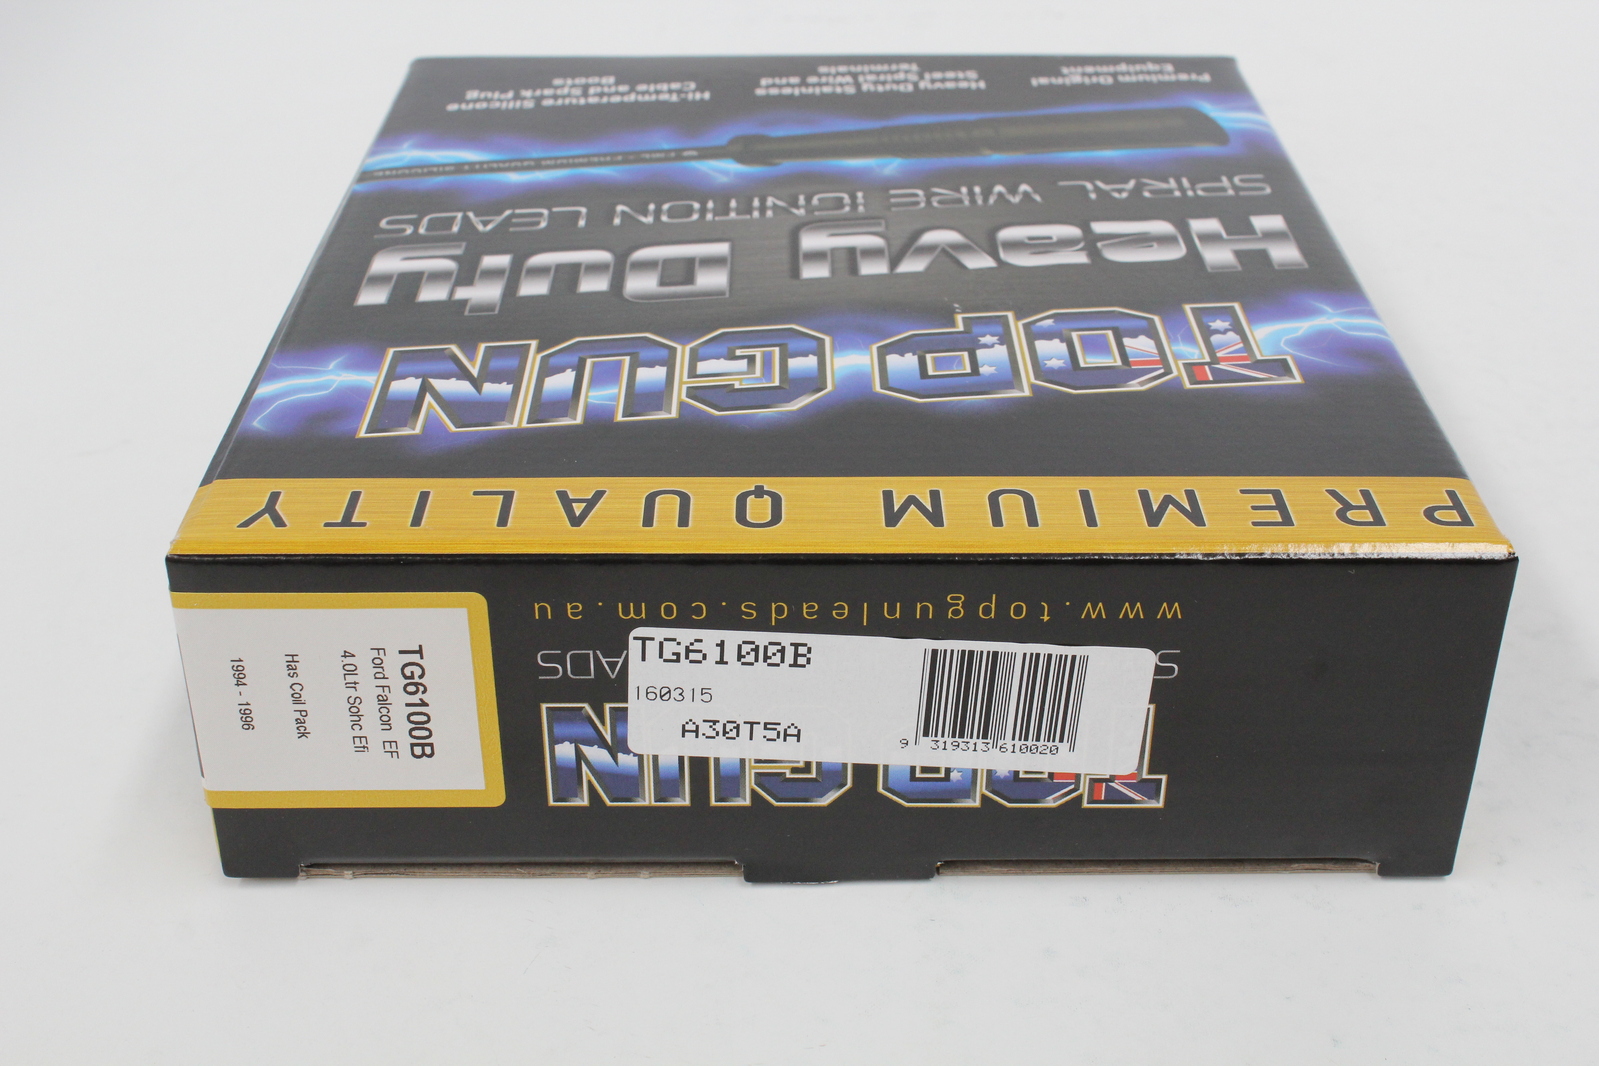 Premium Original
Equipment
Heavy Duty Stainless
Steel Spiral Wire and
Terminals
Hi-Temperature Silicone
Cable and Spark Plug
Boots
SPIRAL WIRE IGNITION LEADS
Heavy Duty
TOP GUN
PREMIUM QUALITY
www.topgunleads.com.au
TG6100B
160315
A30T5A
9 319313 610020
S
ADS
TOP GUN
TG6100B
Ford Falcon EF
4.0Ltr Sohc Efi
Has Coil Pack
1994 - 1996